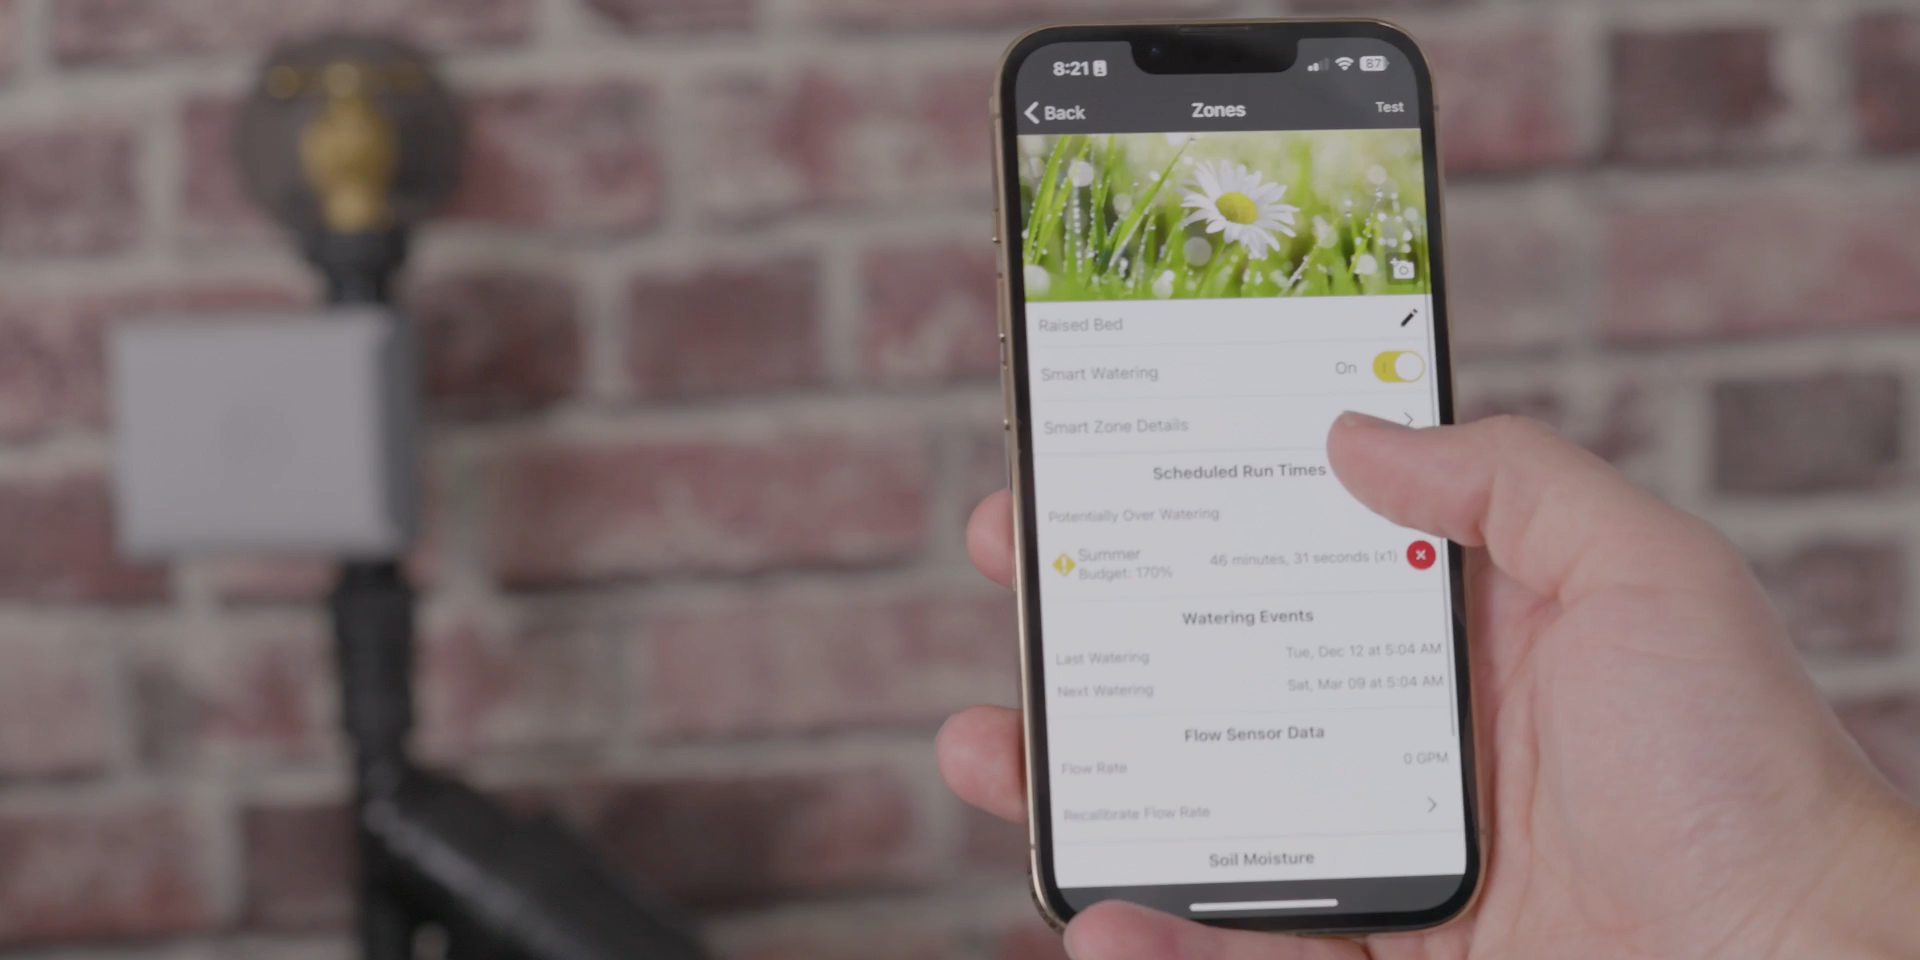 8:21
87
Back
Zones
Test
Raised Bed
Smart Watering
On
Smart Zone Details
Scheduled Run Times
Potentially Over Watering
Summer
Budget: 170%
46 minutes, 31 seconds (x1)
Watering Events
Last Watering
Tue, Dec 12 at 5:04 AM
Next Watering
Sat, Mar 09 at 5:04 AM
Flow Sensor Data
Flow Rate
0 GPM
Recalibrate Flow Rate
Soil Moisture